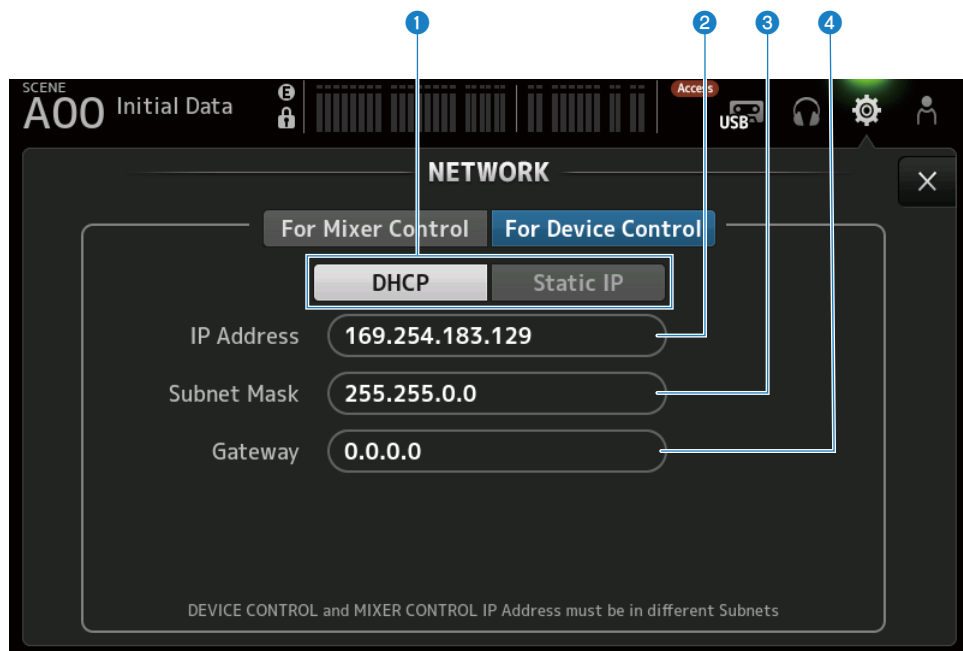 1 2 3 4
SCENE
A00 Initial Data E Access USB
NETWORK
For Mixer Control For Device Control
DHCP Static IP
IP Address 169.254.183.129
Subnet Mask 255.255.0.0
Gateway 0.0.0.0
DEVICE CONTROL and MIXER CONTROL IP Address must be in different Subnets